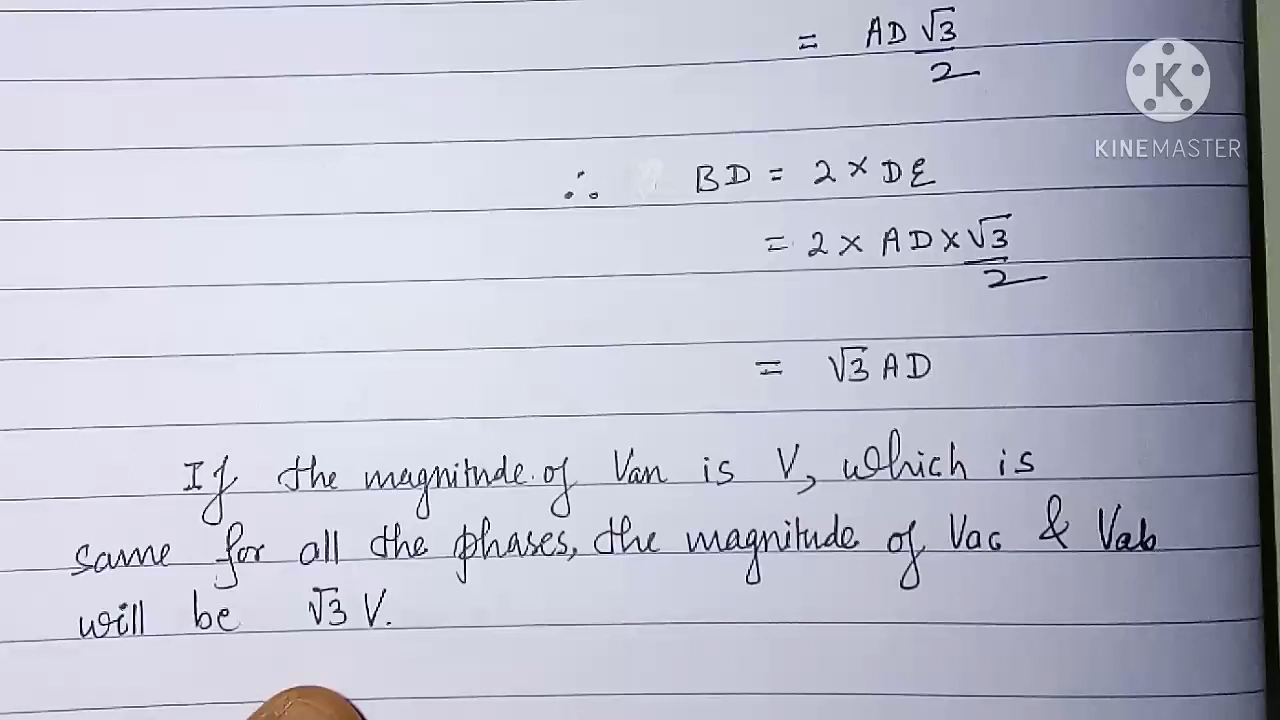 = AD √3/2
K
KINEMASTER
∴ BD = 2 × DE
= 2 × AD × √3/2
= √3 AD
If the magnitude of Van is V, which is
same for all the phases, the magnitude of Vac & Vab
will be √3 V.